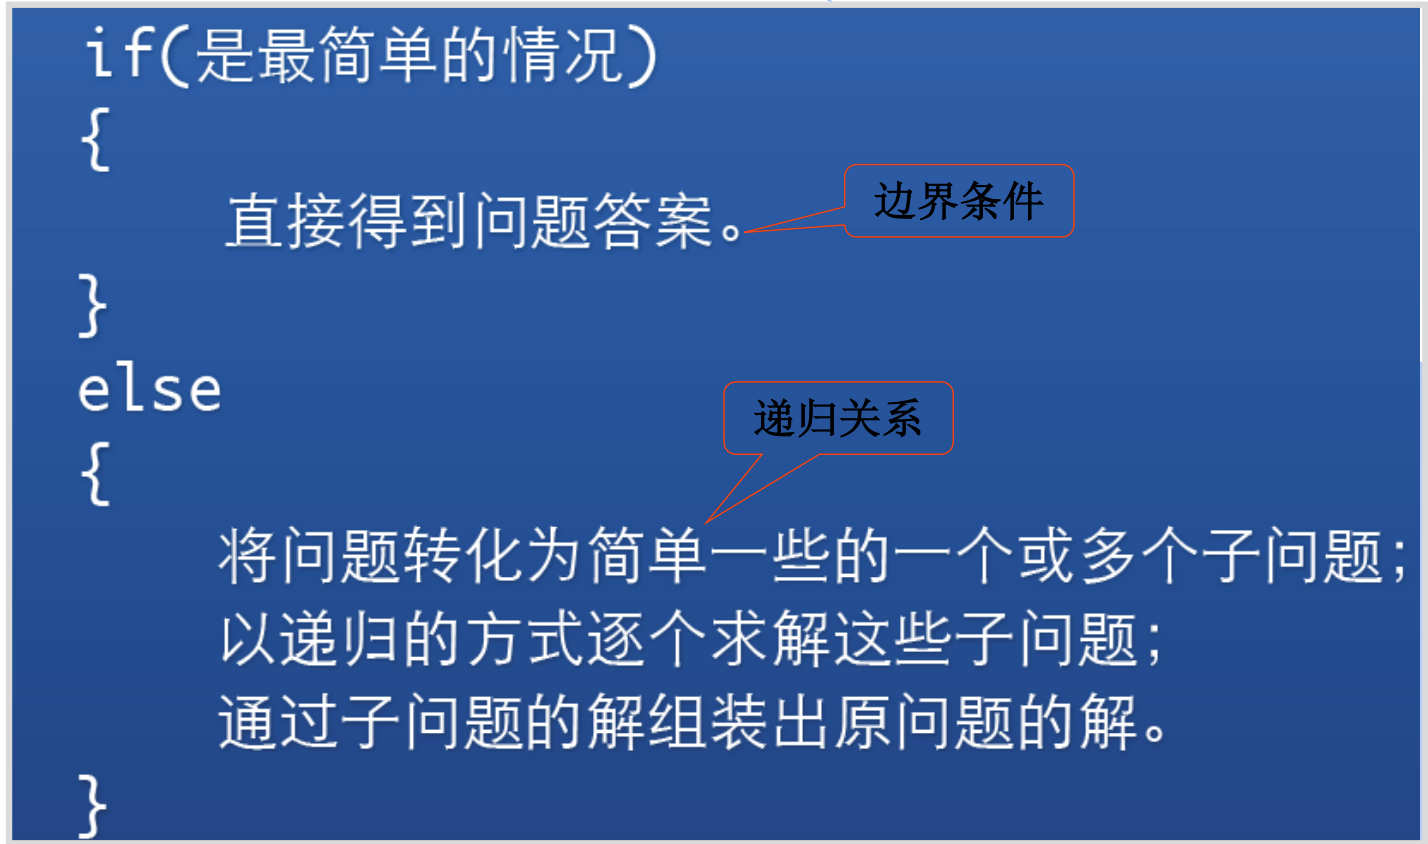 if(是最简单的情况)
{
直接得到问题答案。
边界条件
}
else
递归关系
{
将问题转化为简单一些的一个或多个子问题;
以递归的方式逐个求解这些子问题;
通过子问题的解组装出原问题的解。
}